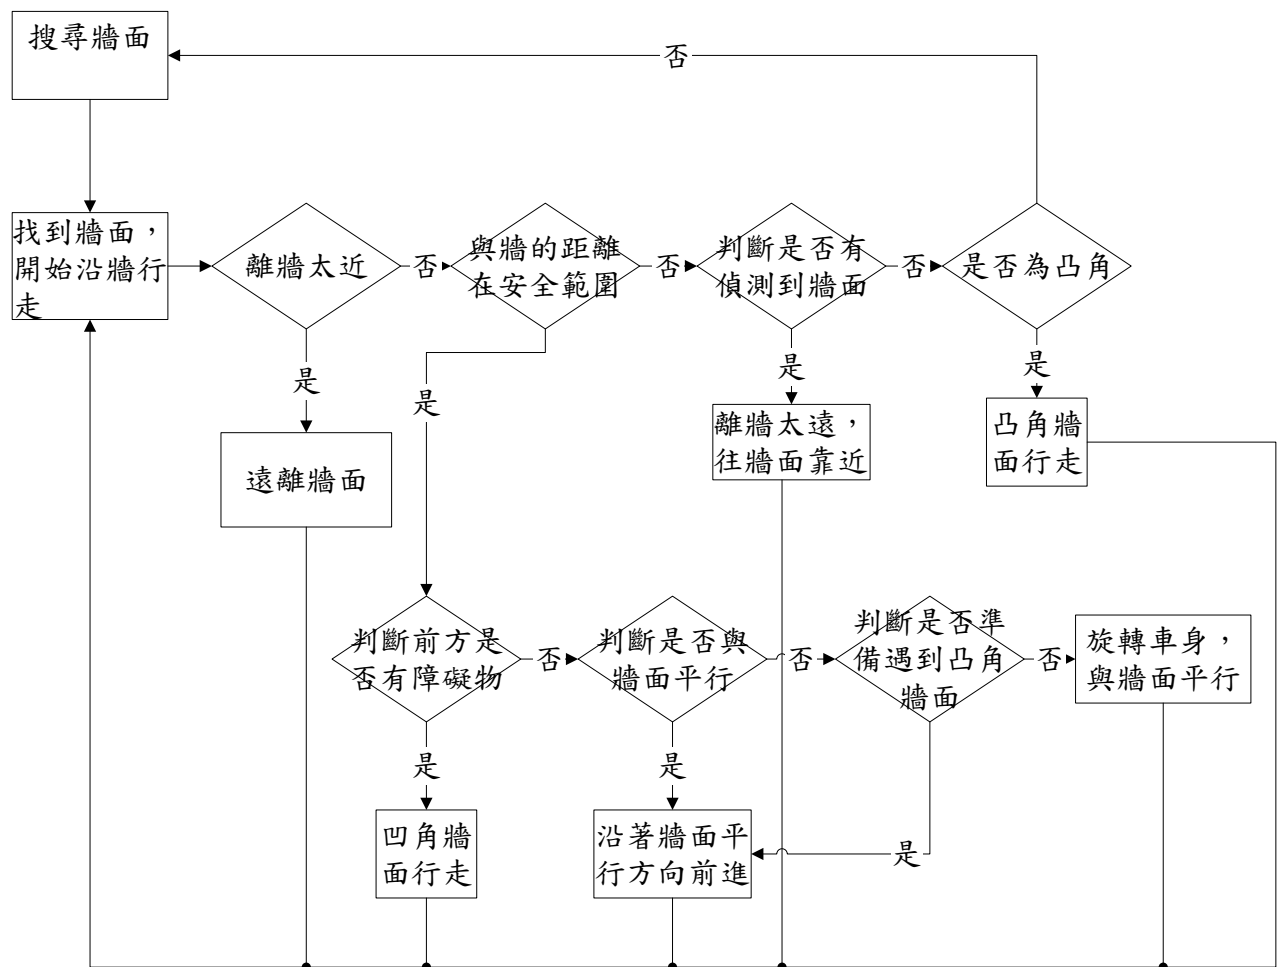 搜尋牆面
否
找到牆面，
開始沿牆行
走
離牆太近
否
與牆的距離
在安全範圍
否
判斷是否有
偵測到牆面
否
是否為凸角
是
是
是
是
遠離牆面
離牆太遠，
往牆面靠近
凸角牆
面行走
判斷前方是
否有障礙物
否
判斷是否與
牆面平行
否
判斷是否準
備遇到凸角
牆面
否
旋轉車身，
與牆面平行
是
是
是
凹角牆
面行走
沿著牆面平
行方向前進